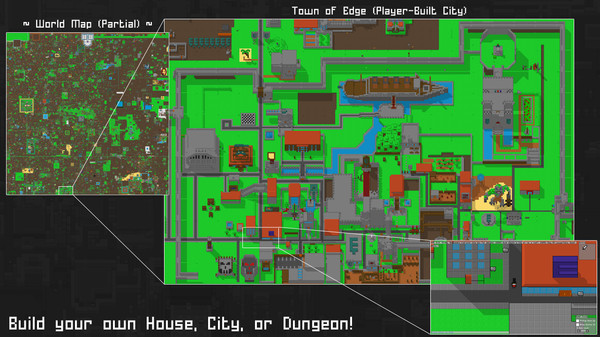 ~ World Map (Partial) ~
Town of Edge (Player-Built City)
Build your own House, City, or Dungeon!